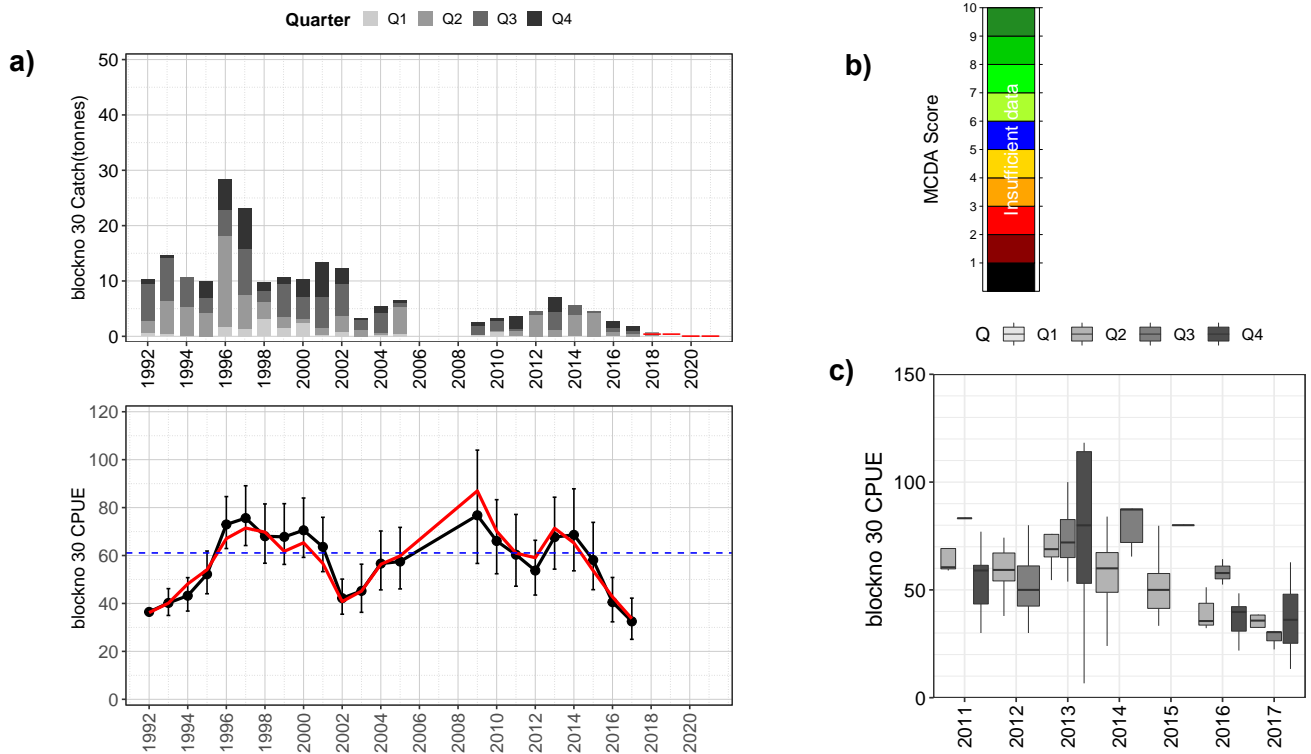 Quarter Q1 Q2 Q3 Q4
a)
blockno 30 Catch(tonnes)
50
40
30
20
10
0
1992 1994 1996 1998 2000 2002 2004 2006 2008 2010 2012 2014 2016 2018 2020
blockno 30 CPUE
120
100
80
60
40
20
0
1992 1994 1996 1998 2000 2002 2004 2006 2008 2010 2012 2014 2016 2018 2020
b)
MCDA Score
10
9
8
7
6
5
4
3
2
1
Insufficient data
Q Q1 Q2 Q3 Q4
c)
blockno 30 CPUE
150
100
50
0
2011 2012 2013 2014 2015 2016 2017